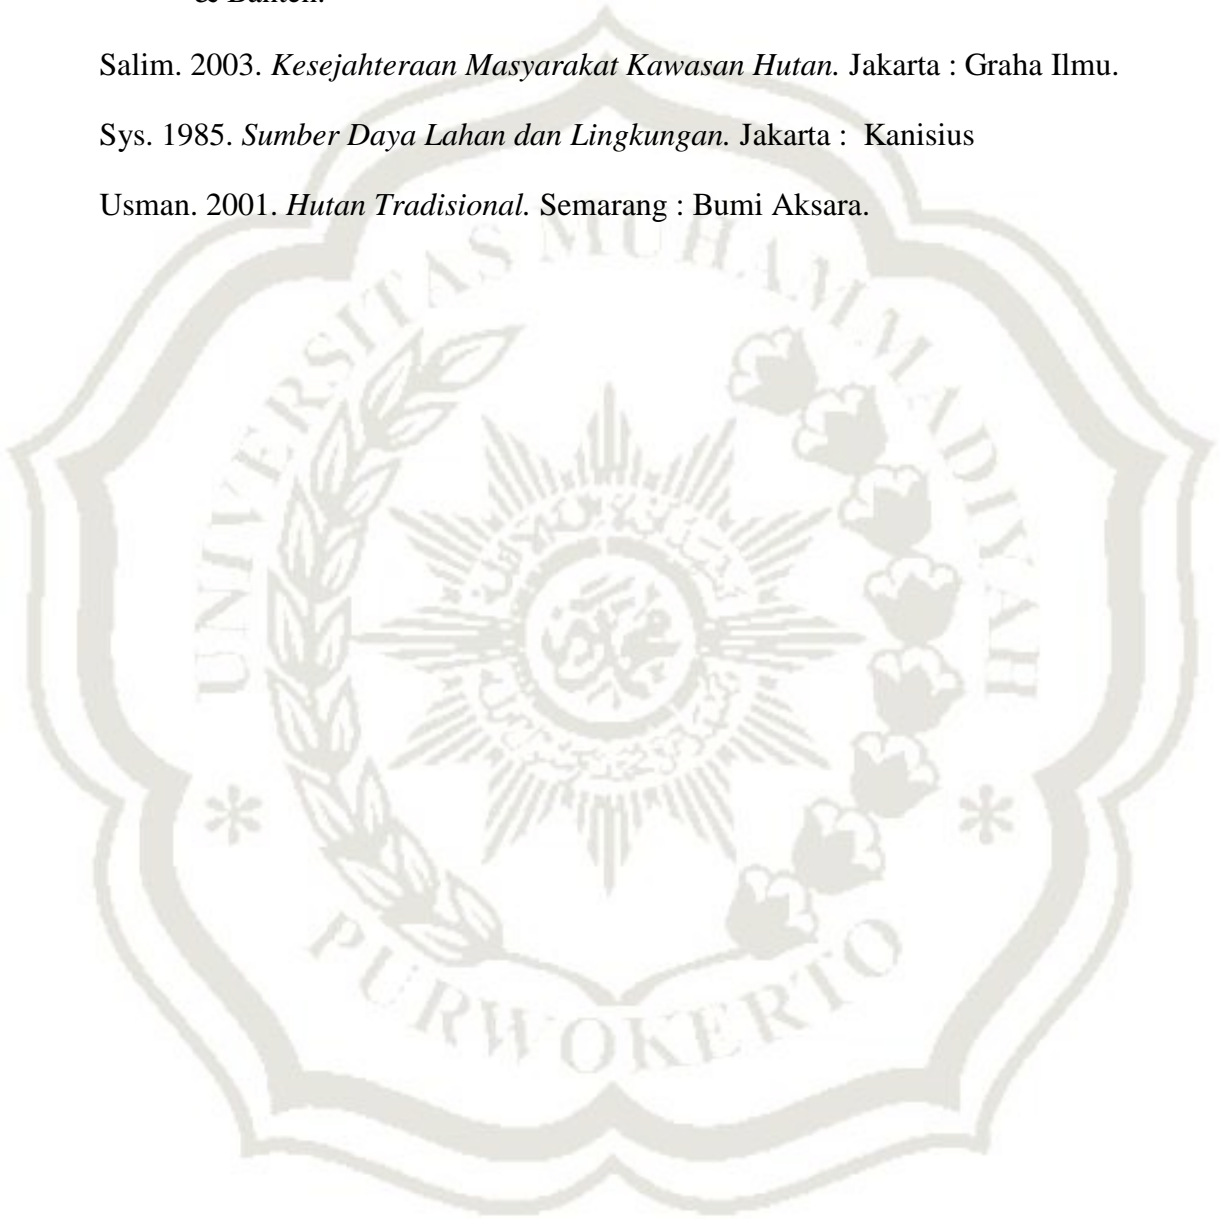 & Banten.
Salim. 2003. Kesejahteraan Masyarakat Kawasan Hutan. Jakarta : Graha Ilmu.
Sys. 1985. Sumber Daya Lahan dan Lingkungan. Jakarta :  Kanisius
Usman. 2001. Hutan Tradisional. Semarang : Bumi Aksara.
UNIVERSITAS MUHAMMADIYAH
* *
PURWOKERTO